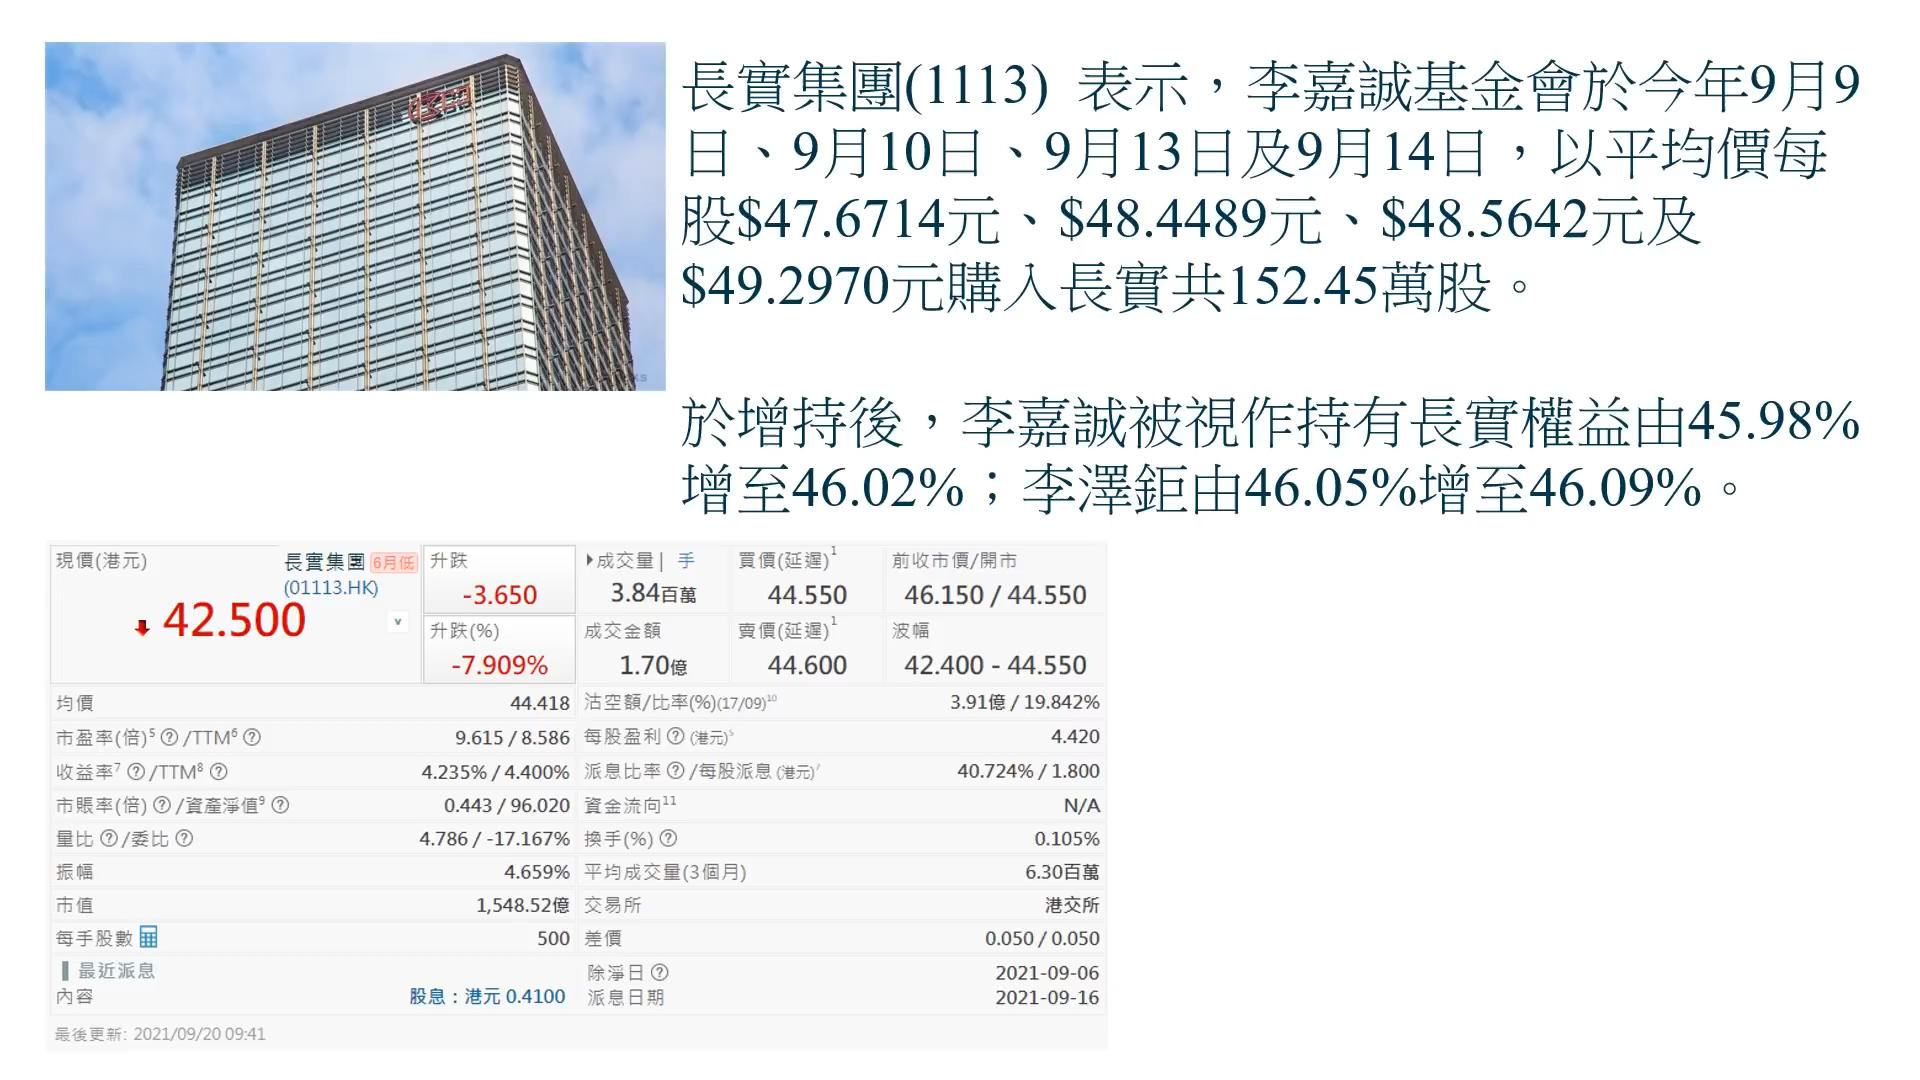 長實集團(1113) 表示，李嘉誠基金會於今年9月9
日、9月10日、9月13日及9月14日，以平均價每
股$47.6714元、$48.4489元、$48.5642元及
$49.2970元購入長實共152.45萬股。
於增持後，李嘉誠被視作持有長實權益由45.98%
增至46.02%；李澤鉅由46.05%增至46.09%。
現價(港元) 長實集團 6月低
(01113.HK)
42.500
升跌
-3.650
升跌(%)
-7.909%
成交量| 手
3.84百萬
買價(延遲)1
44.550
前收市價/開市
46.150 / 44.550
成交金額
1.70億
賣價(延遲)1
44.600
波幅
42.400 - 44.550
均價 44.418 沽空額/比率(%)(17/09)10 3.91億 / 19.842%
市盈率(倍)5 ? /TTM6 ? 9.615 / 8.586 每股盈利 ? (港元)5 4.420
收益率7 ? /TTM8 ? 4.235% / 4.400% 派息比率 ? /每股派息 (港元)7 40.724% / 1.800
市賬率(倍) ? /資產淨值9 ? 0.443 / 96.020 資金流向11 N/A
量比 ? /委比 ? 4.786 / -17.167% 換手(%) ? 0.105%
振幅 4.659% 平均成交量(3個月) 6.30百萬
市值 1,548.52億 交易所 港交所
每手股數 500 差價 0.050 / 0.050
最近派息 除淨日 ? 2021-09-06
內容 股息：港元 0.4100 派息日期 2021-09-16
最後更新: 2021/09/20 09:41